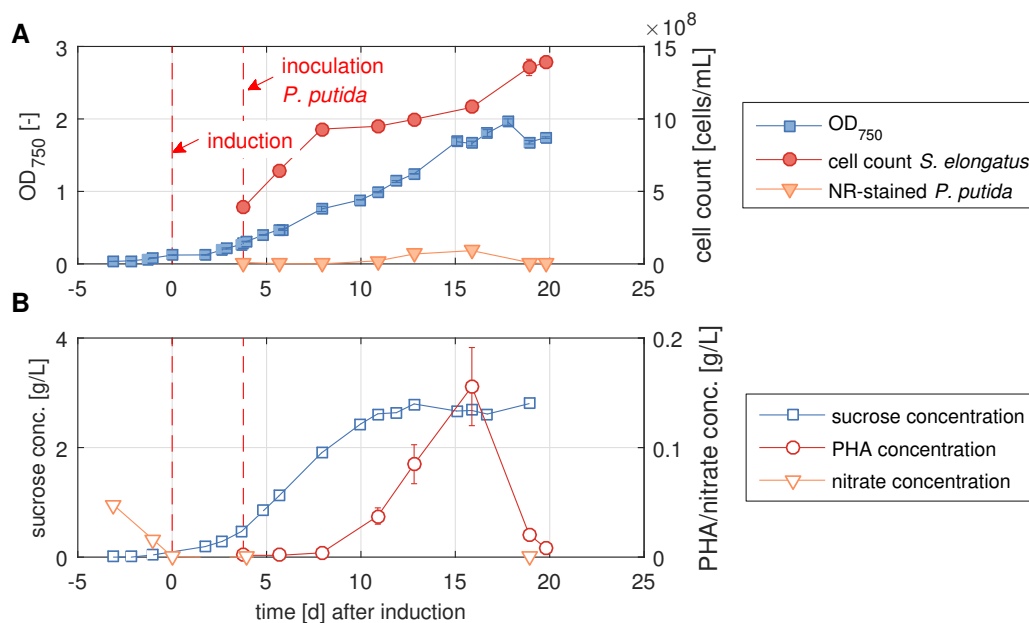 A
×10⁸
3
2
1
0
OD750 [-]
15
10
5
0
cell count [cells/mL]
inoculation
P. putida
induction
-5
0
5
10
15
20
25
OD750
cell count S. elongatus
NR-stained P. putida
B
4
2
0
sucrose conc. [g/L]
0.2
0.1
0
PHA/nitrate conc. [g/L]
-5
0
5
10
15
20
25
time [d] after induction
sucrose concentration
PHA concentration
nitrate concentration